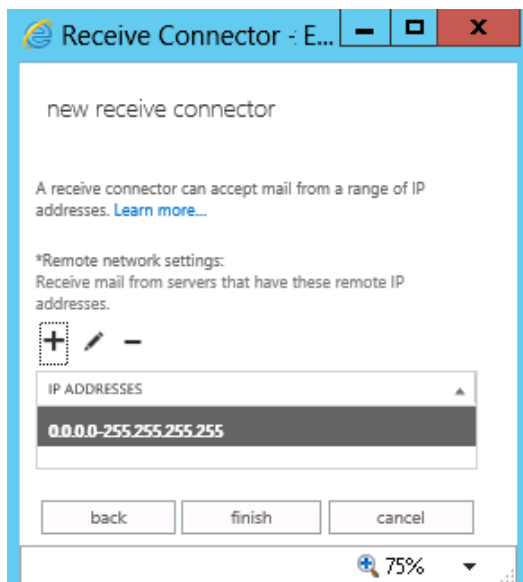 Receive Connector - E...
new receive connector
A receive connector can accept mail from a range of IP
addresses. Learn more...
*Remote network settings:
Receive mail from servers that have these remote IP
addresses.
IP ADDRESSES
0.0.0.0-255.255.255.255
back finish cancel
75%